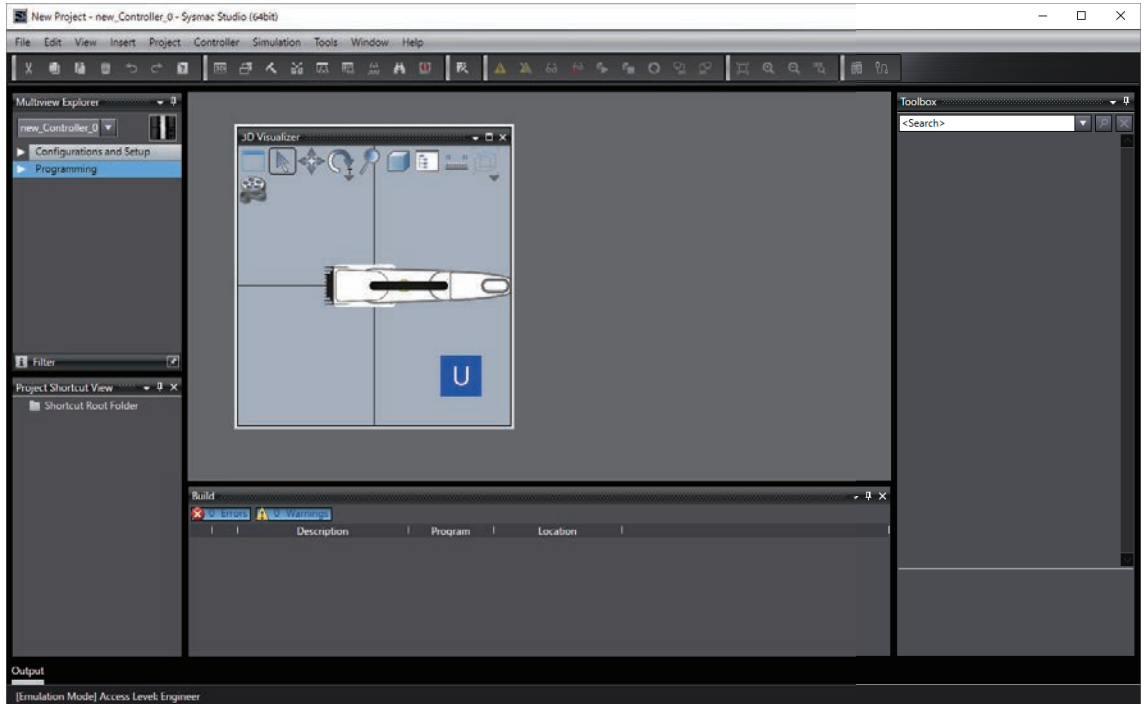 New Project - new_Controller_0 - Sysmac Studio (64bit)
File Edit View Insert Project Controller Simulation Tools Window Help
Multiview Explorer
new_Controller_0
Configurations and Setup
Programming
Filter
Project Shortcut View
Shortcut Root Folder
3D Visualizer
U
Build
0 Errors 0 Warnings
Description Program Location
Toolbox
<Search>
Output
[Emulation Mode] Access Level: Engineer